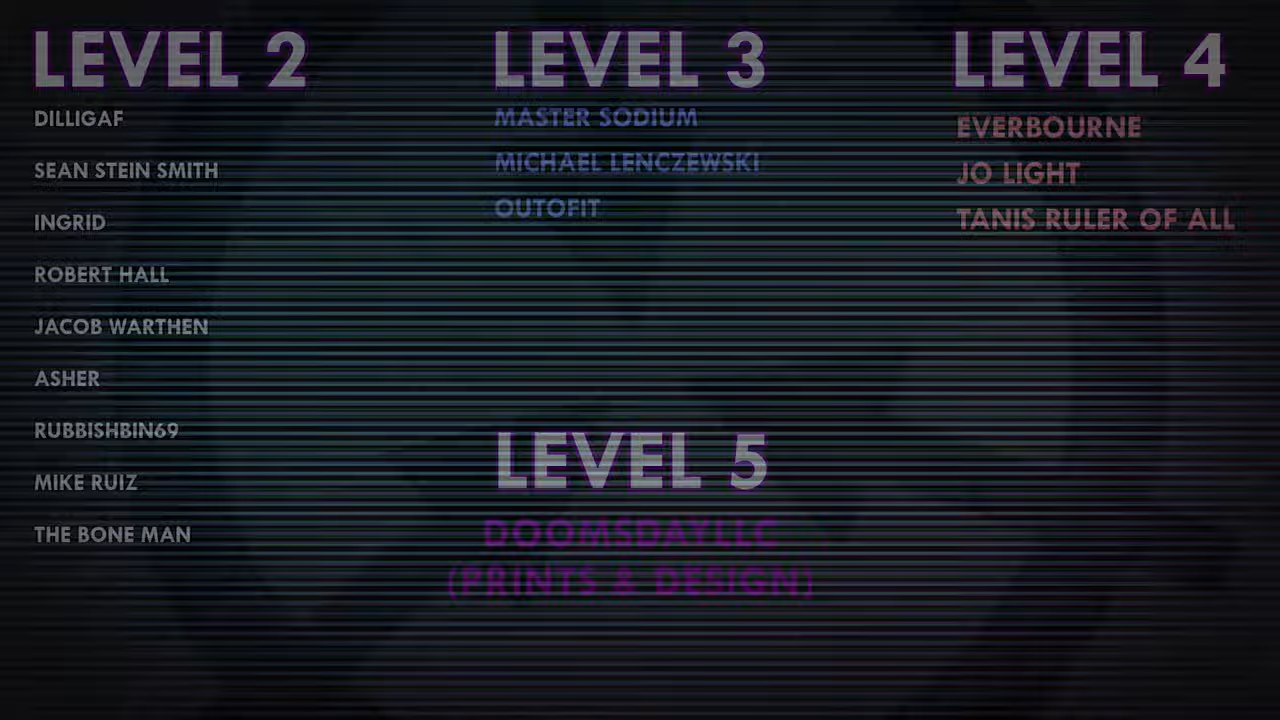 LEVEL 2
DILLIGAF
SEAN STEIN SMITH
INGRID
ROBERT HALL
JACOB WARTHEN
ASHER
RUBBISHBIN69
MIKE RUIZ
THE BONE MAN
LEVEL 3
MASTER SODIUM
MICHAEL LENCZEWSKI
OUTOFIT
LEVEL 4
EVERBOURNE
JO LIGHT
TANIS RULER OF ALL
LEVEL 5
DOOMSDAYLLC
(PRINTS & DESIGN)